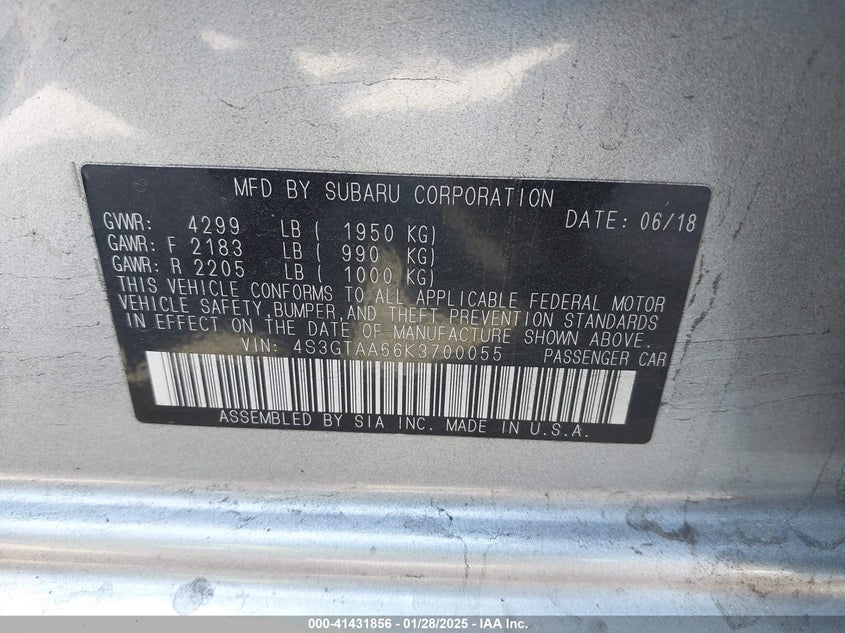 MFD BY SUBARU CORPORATION
DATE: 06/18
GVWR: 4299 LB ( 1950 KG)
GAWR: F 2183 LB ( 990 KG)
GAWR: R 2205 LB ( 1000 KG)
THIS VEHICLE CONFORMS TO ALL APPLICABLE FEDERAL MOTOR
VEHICLE SAFETY, BUMPER, AND THEFT PREVENTION STANDARDS
IN EFFECT ON THE DATE OF MANUFACTURE SHOWN ABOVE.
VIN: 4S3GTAA66K3700055 PASSENGER CAR
ASSEMBLED BY SIA INC. MADE IN U.S.A.
000-41431856 - 01/28/2025 - IAA Inc.